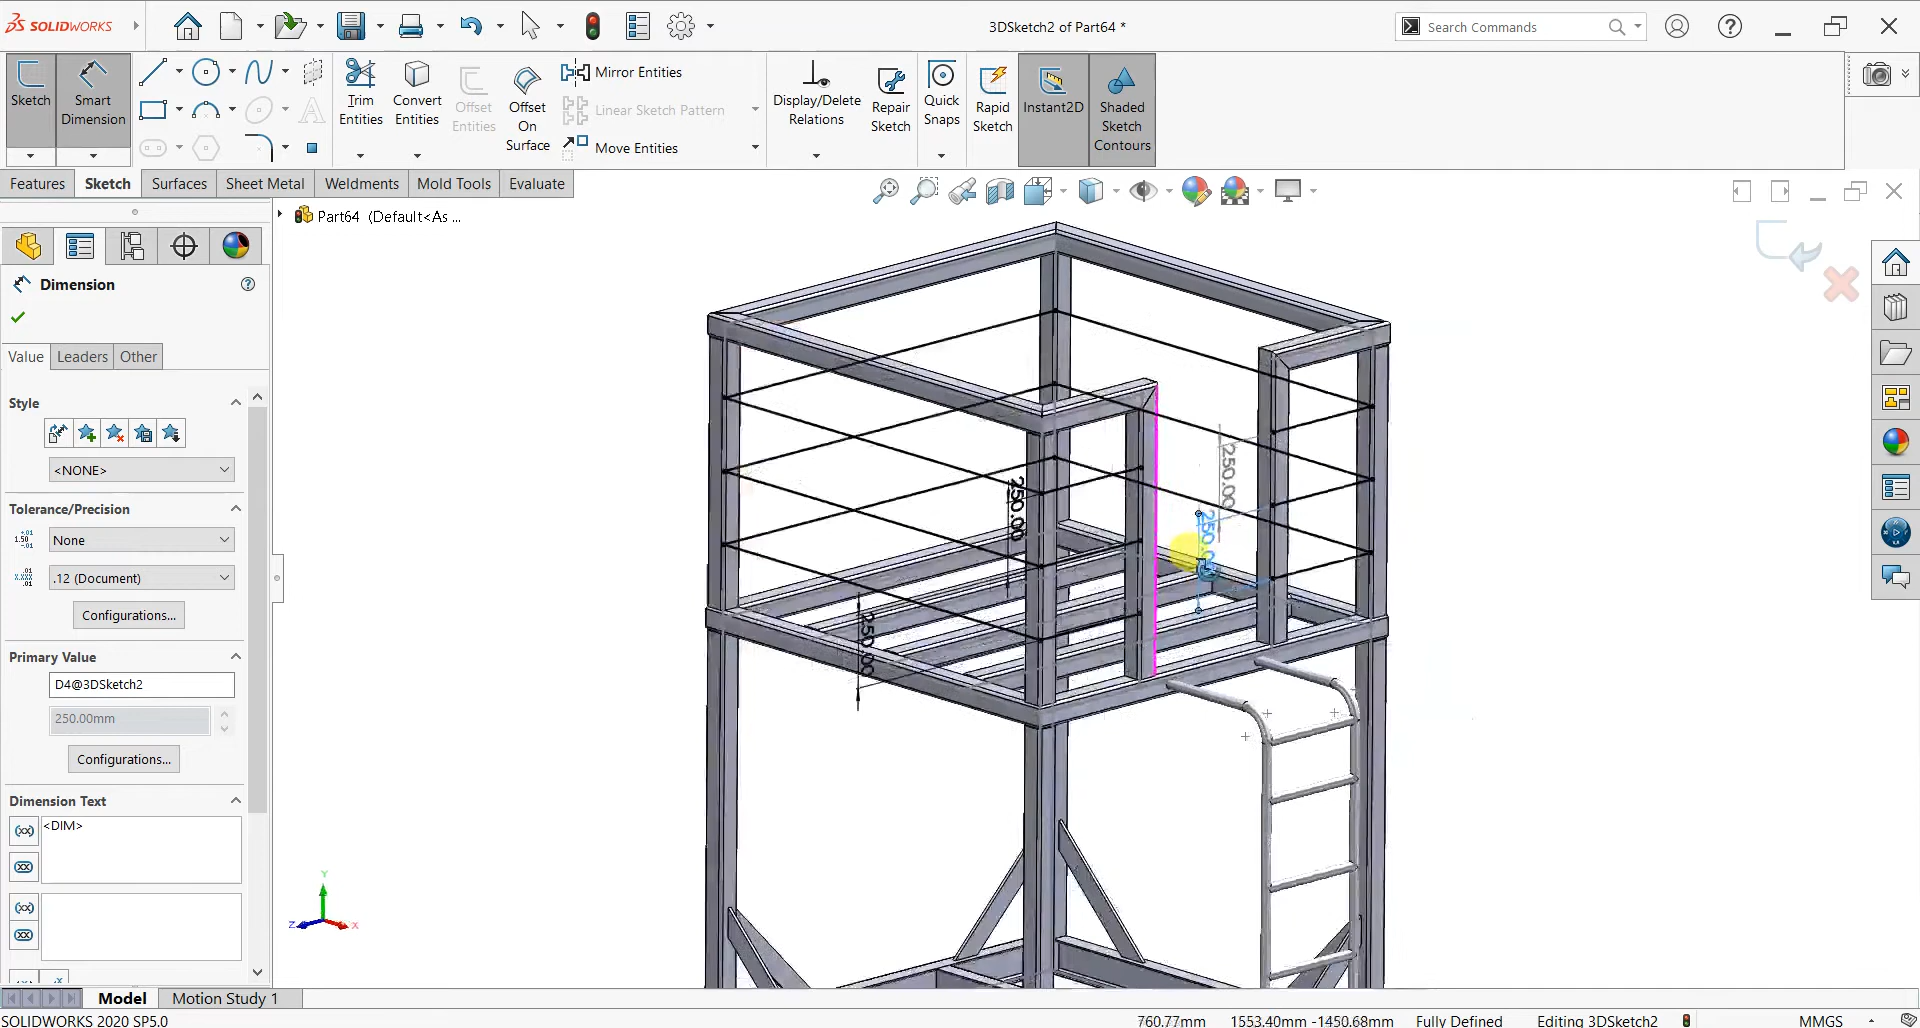 SOLIDWORKS
3DSketch2 of Part64 *
Search Commands
Sketch
Smart Dimension
Trim Entities
Convert Entities
Offset Entities
Offset On Surface
Mirror Entities
Linear Sketch Pattern
Move Entities
Display/Delete Relations
Repair Sketch
Quick Snaps
Rapid Sketch
Instant2D
Shaded Sketch Contours
Features
Sketch
Surfaces
Sheet Metal
Weldments
Mold Tools
Evaluate
Part64 (Default<As ...
Dimension
Value
Leaders
Other
Style
<NONE>
Tolerance/Precision
None
.12 (Document)
Configurations...
Primary Value
D4@3DSketch2
250.00mm
Configurations...
Dimension Text
<DIM>
250.00
250.00
250.00
250.00
Y
Z
X
Model
Motion Study 1
SOLIDWORKS 2020 SP5.0
760.77mm
1553.40mm -1450.68mm
Fully Defined
Editing 3DSketch2
MMGS